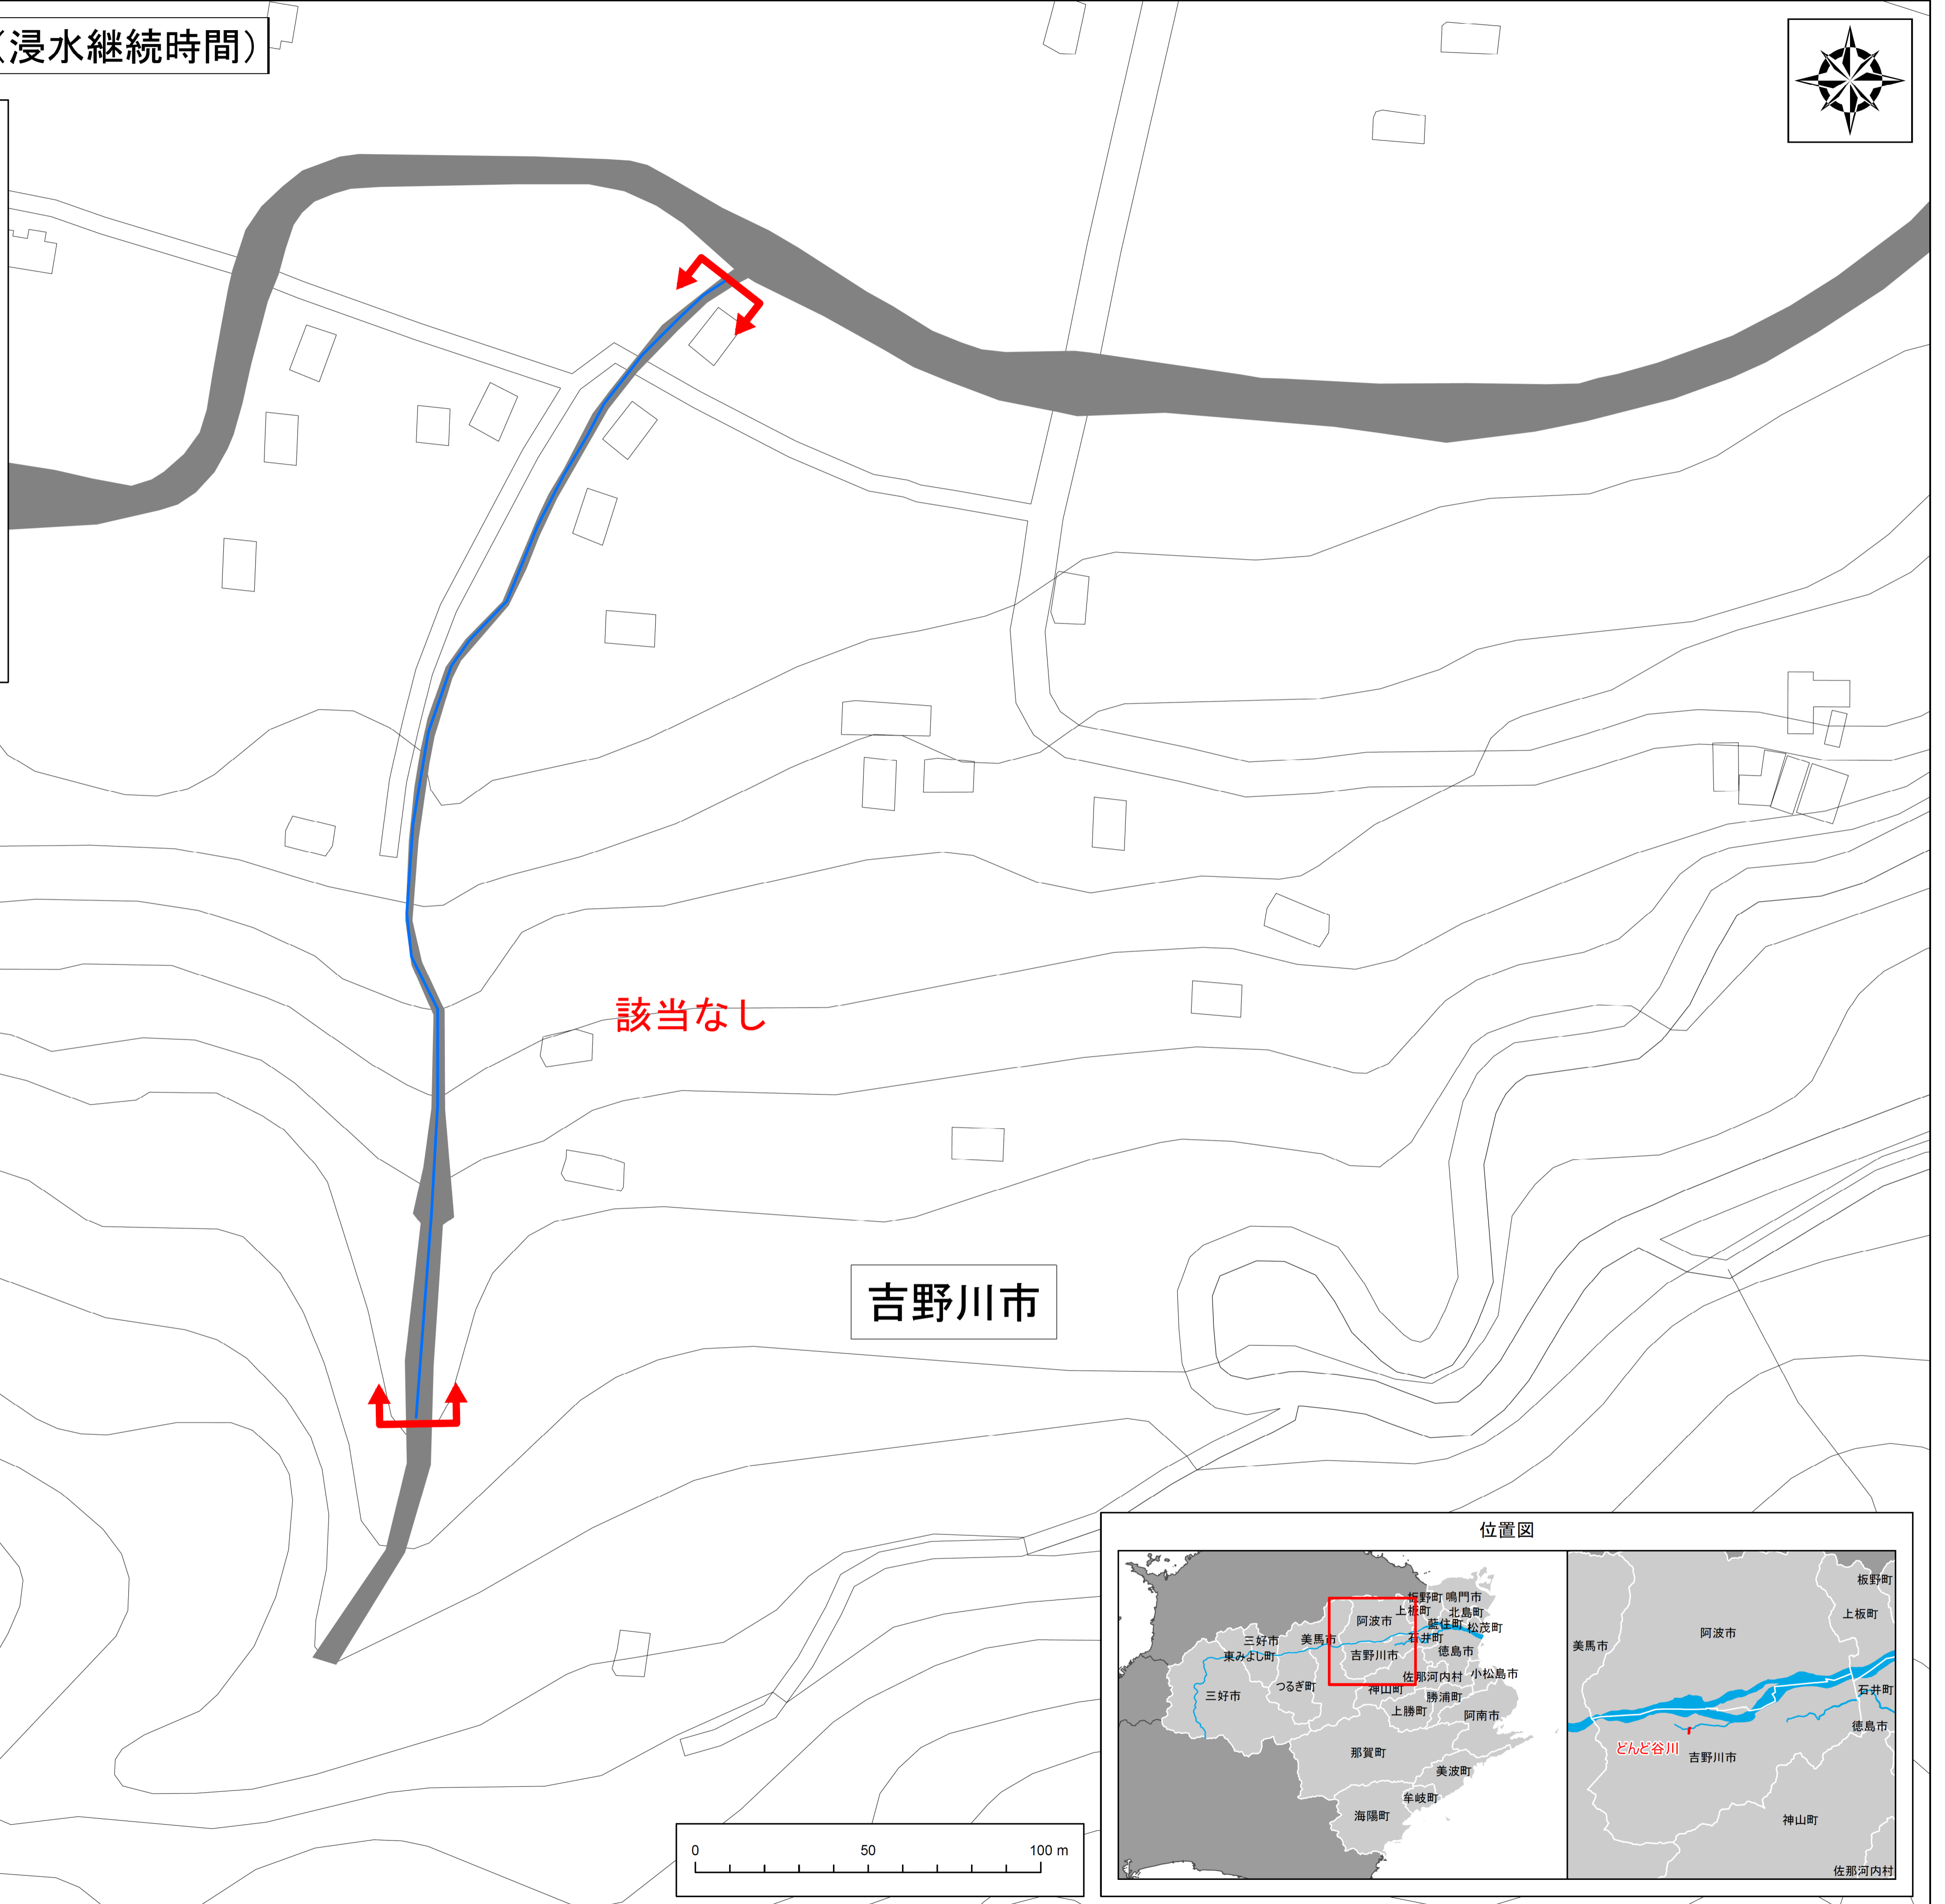 (浸水継続時間)
該当なし
吉野川市
位置図
板野町 鳴門市
上板町 北島町
阿波市 藍住町 松茂町
三好市 美馬市 石井町
東みよし町 吉野川市 徳島市
佐那河内村 小松島市
つるぎ町 神山町
三好市 勝浦町
上勝町 阿南市
那賀町
美波町
牟岐町
海陽町
板野町
上板町
阿波市
美馬市
石井町
徳島市
どんど谷川
吉野川市
神山町
佐那河内村
0 50 100 m